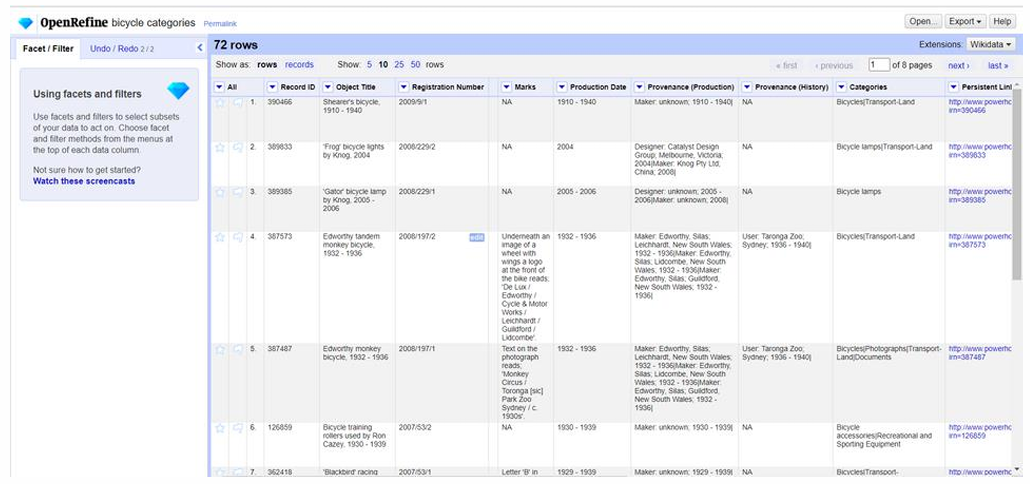 OpenRefine bicycle categories Permalink
Open... Export Help
Facet / Filter Undo / Redo 2 / 2
72 rows
Extensions: Wikidata
Show as: rows records Show: 5 10 25 50 rows
« first ‹ previous 1 of 8 pages next › last »
Using facets and filters
Use facets and filters to select subsets
of your data to act on. Choose facet
and filter methods from the menus at
the top of each data column.
Not sure how to get started?
Watch these screencasts
All Record ID Object Title Registration Number Marks Production Date Provenance (Production) Provenance (History) Categories Persistent Link
1. 390466 Shearer's bicycle, 2009/9/1 NA 1910 - 1940 Maker: unknown; 1910 - 1940| NA Bicycles|Transport-Land http://www.powerho
1910 - 1940 irn=390466
2. 389833 'Frog' bicycle lights 2008/229/2 NA 2004 Designer: Catalyst Design NA Bicycle lamps|Transport-Land http://www.powerho
by Knog, 2004 Group; Melbourne, Victoria; irn=389833
2004|Maker: Knog Pty Ltd,
China; 2008|
3. 389385 'Gator' bicycle lamp 2008/229/1 NA 2005 - 2006 Designer: unknown; 2005 - NA Bicycle lamps http://www.powerho
by Knog, 2005 - 2006|Maker: unknown; 2008| irn=389385
2006
4. 387573 Edworthy tandem 2008/197/2 edit Underneath an 1932 - 1936 Maker: Edworthy, Silas; User: Taronga Zoo; Bicycles|Transport-Land http://www.powerho
monkey bicycle, image of a Leichhardt, New South Wales; Sydney; 1936 - 1940| irn=387573
1932 - 1936 wheel with 1932 - 1936|Maker: Edworthy,
wings a logo Silas; Lidcombe, New South
at the front of Wales; 1932 - 1936|Maker:
the bike reads; Edworthy, Silas; Guildford,
'De Lux / New South Wales; 1932 -
Edworthy / 1936|
Cycle & Motor
Works /
Leichhardt /
Guildford /
Lidcombe'.
5. 387487 Edworthy monkey 2008/197/1 Text on the 1932 - 1936 Maker: Edworthy, Silas; User: Taronga Zoo; Bicycles|Photographs|Transport- http://www.powerho
bicycle, 1932 - 1936 photograph Leichhardt, New South Wales; Sydney; 1936 - 1940| Land|Documents irn=387487
reads; 1932 - 1936|Maker: Edworthy,
'Monkey Silas; Lidcombe, New South
Circus / Wales; 1932 - 1936|Maker:
Toronga [sic] Edworthy, Silas; Guildford,
Park Zoo New South Wales; 1932 -
Sydney / c. 1936|
1930s'.
6. 126859 Bicycle training 2007/53/2 NA 1930 - 1939 Maker: unknown; 1930 - 1939| NA Bicycle http://www.powerho
rollers used by Ron accessories|Recreational and irn=126859
Cazey, 1930 - 1939 Sporting Equipment
7. 362418 'Blackbird' racing 2007/53/1 Letter 'B' in 1929 - 1939 Maker: unknown; 1929 - 1939| NA Bicycles|Transport- http://www.powerho